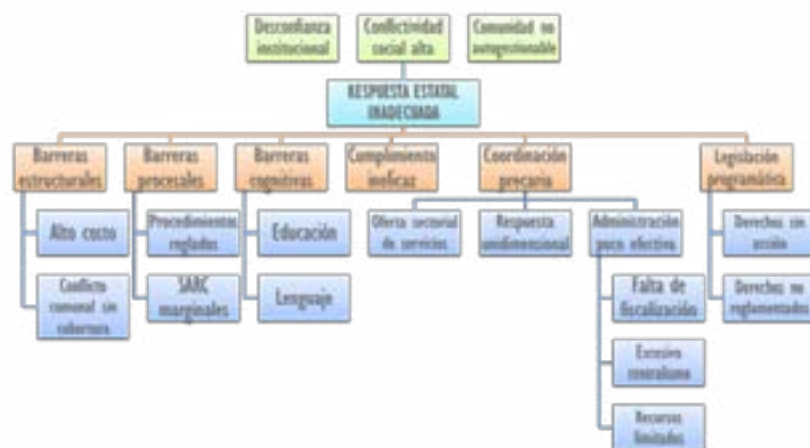 Desconfianza
institucional
Conflictividad
social alta
Comunidad no
autogestionable
RESPUESTA ESTATAL
INADECUADA
Barreras
estructurales
Barreras
procesales
Barreras
cognitivas
Cumplimiento
ineficaz
Coordinación
precaria
Legislación
programática
Alto costo
Conflicto
comunal sin
cobertura
Procedimientos
reglados
SARC
marginales
Educación
Lenguaje
Oferta sectorial
de servicios
Respuesta
unidimensional
Administración
poco efectiva
Falta de
fiscalización
Excesivo
centralismo
Recursos
limitados
Derechos sin
acción
Derechos no
reglamentados